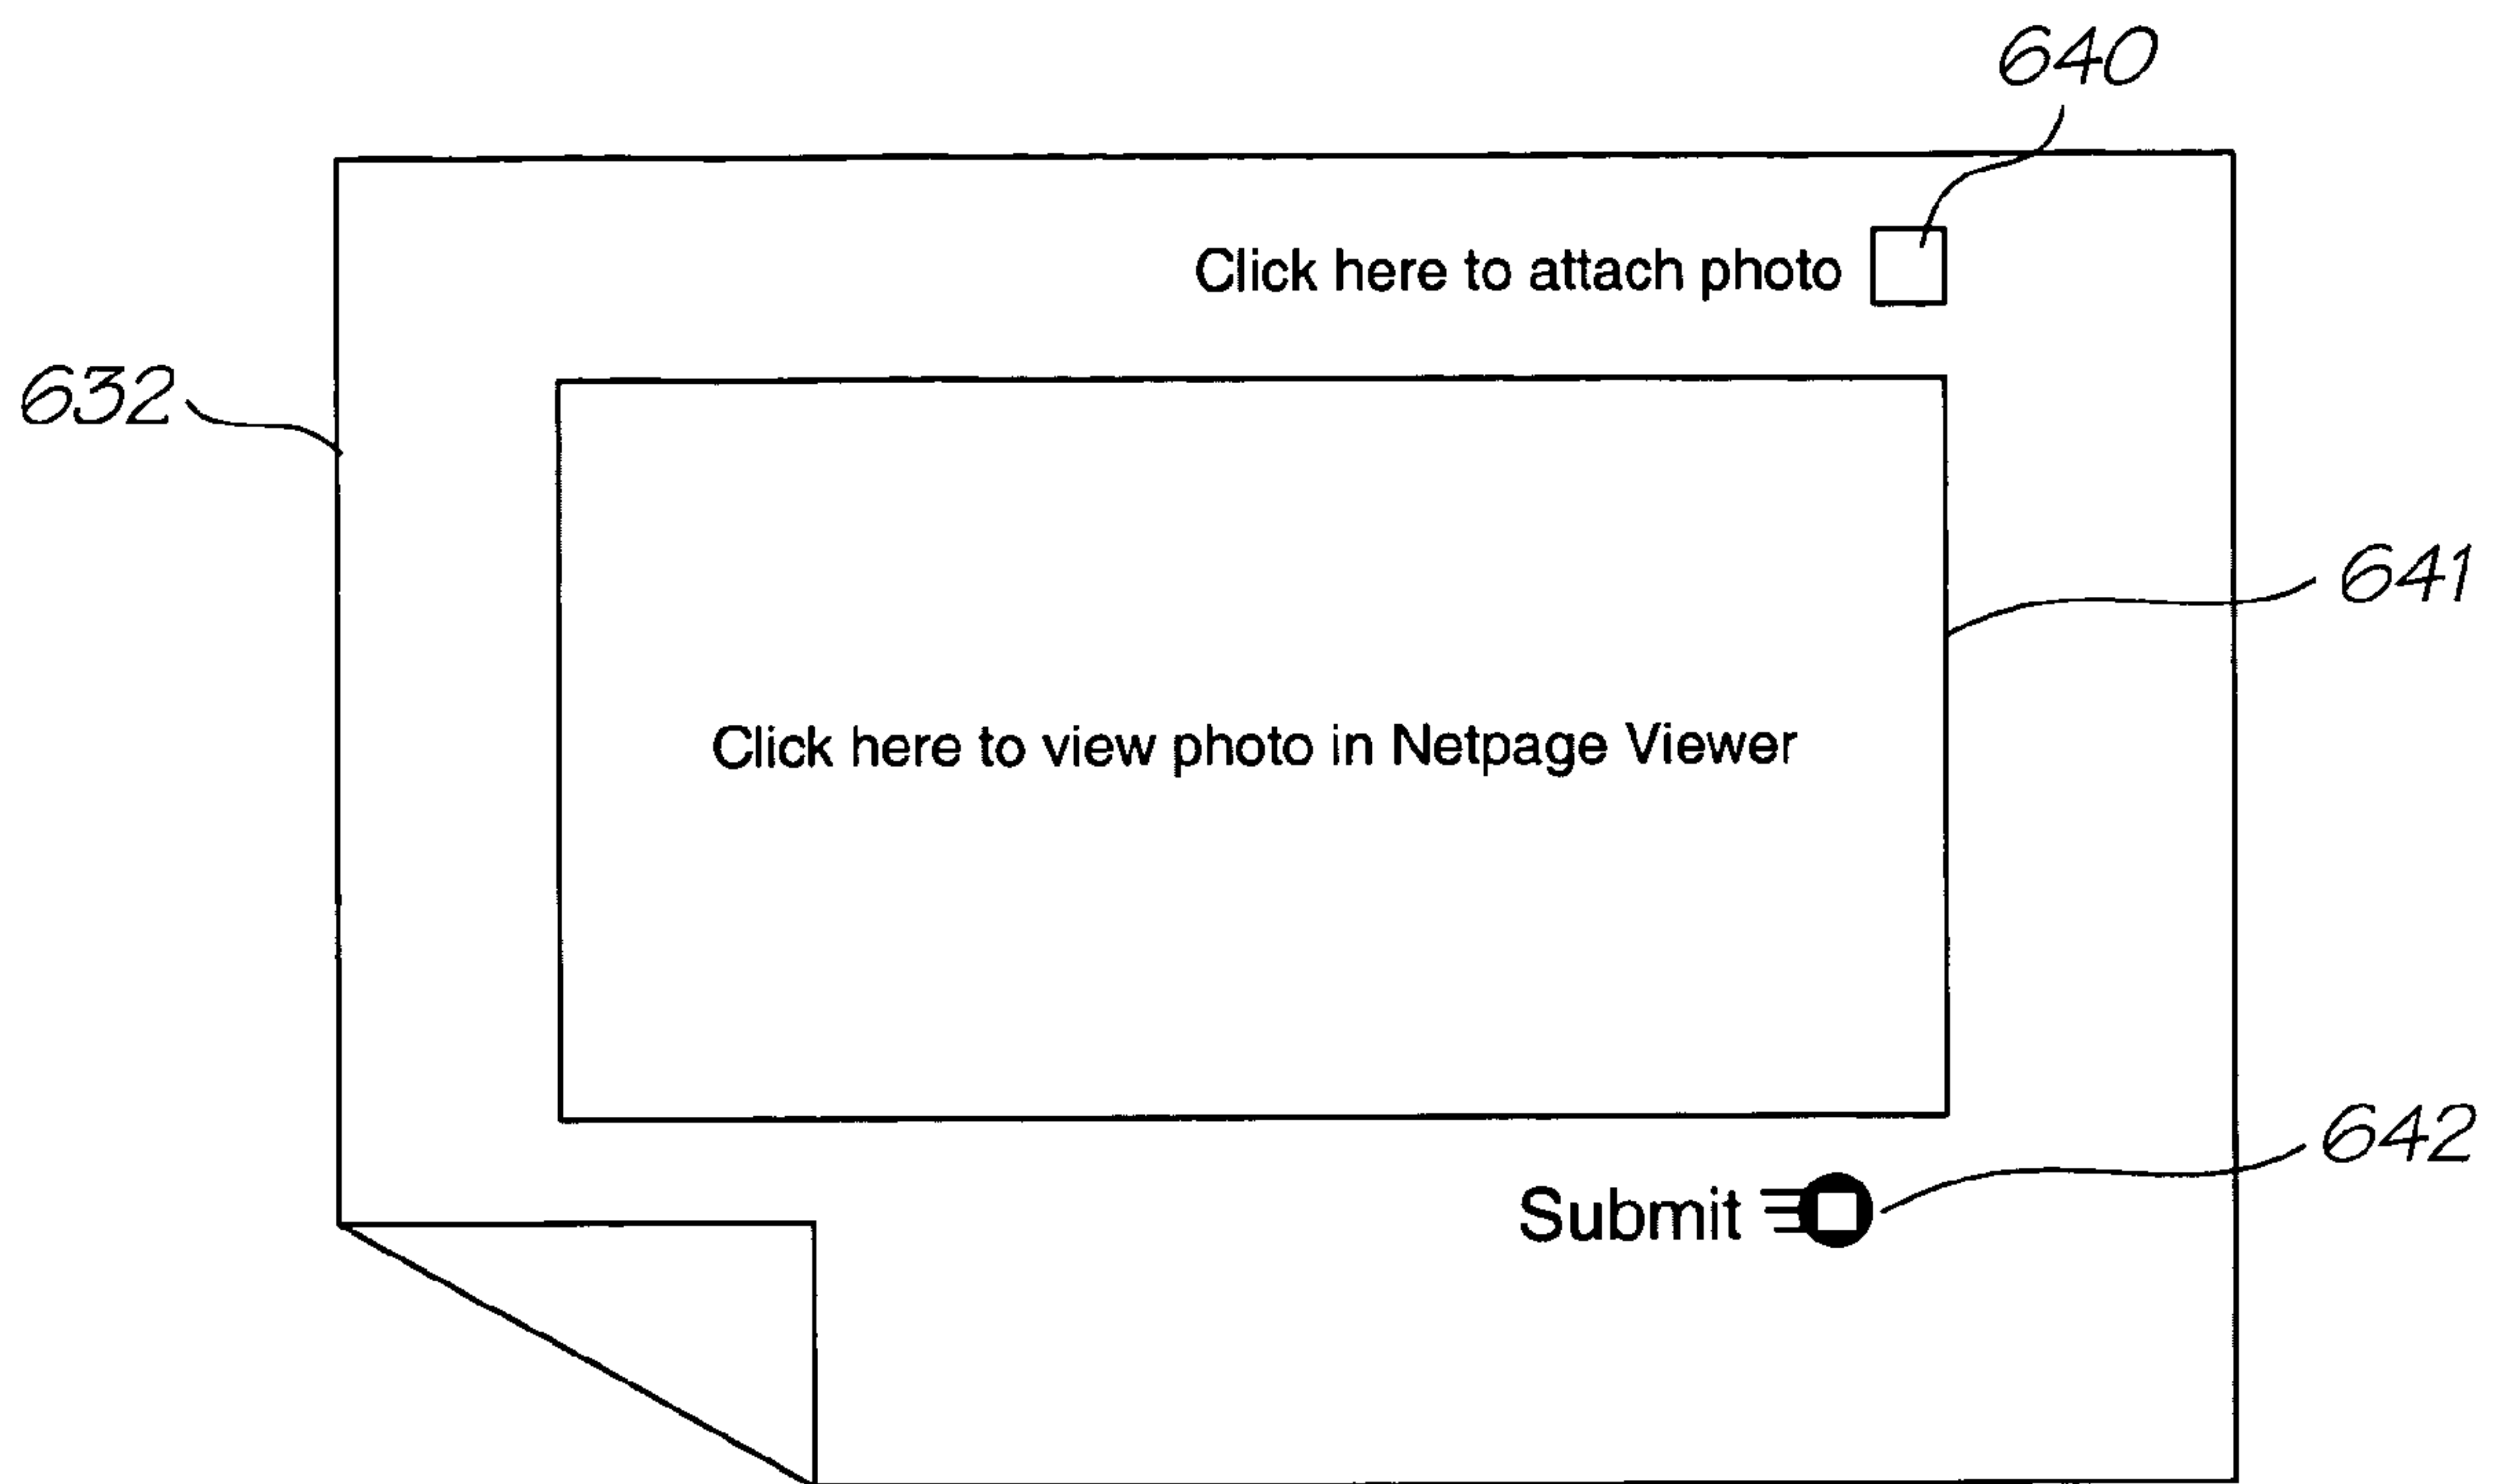 640
Click here to attach photo
632
641
Click here to view photo in Netpage Viewer
642
Submit